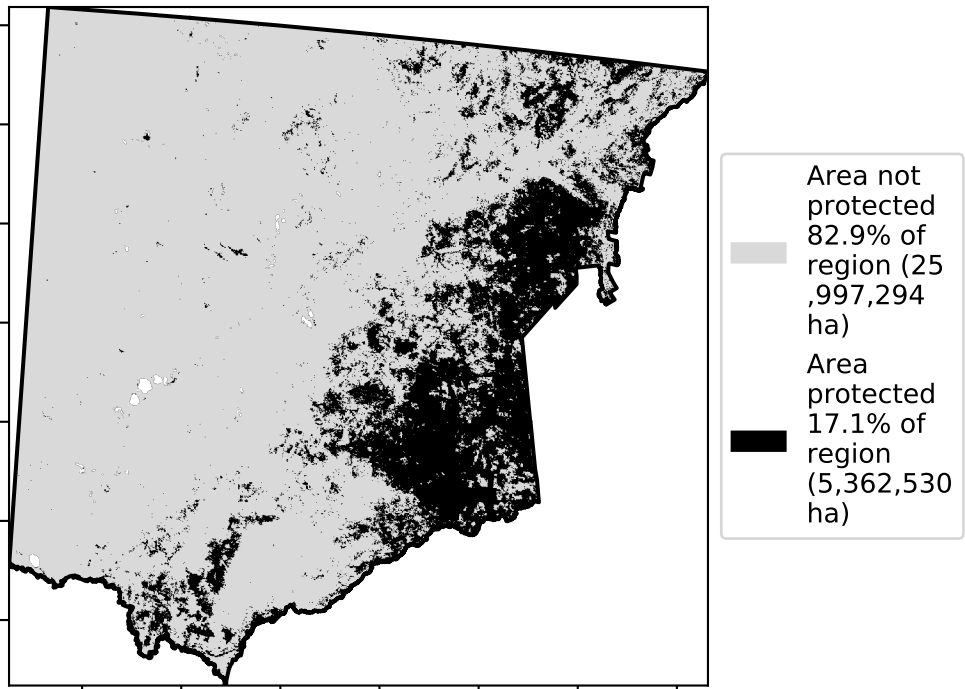 Area not
protected
82.9% of
region (25
,997,294
ha)
Area
protected
17.1% of
region
(5,362,530
ha)